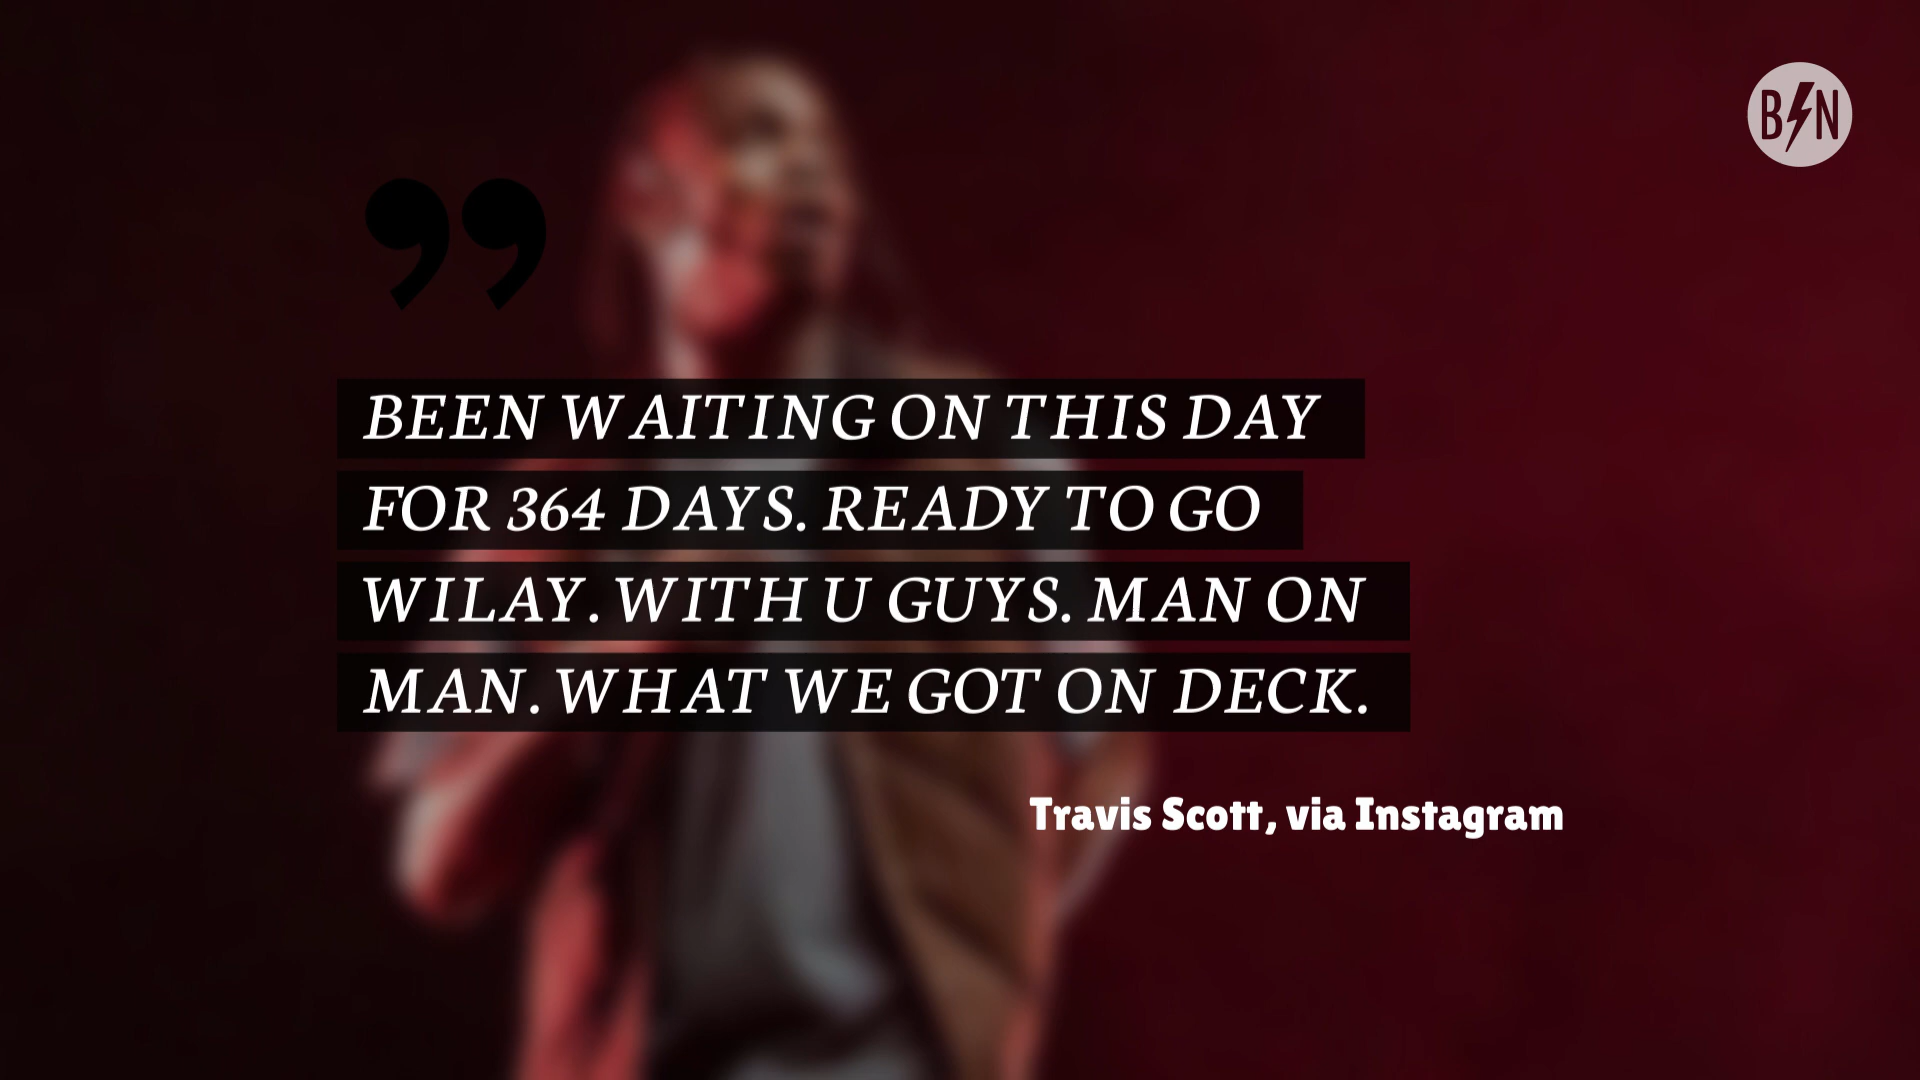 B N
”
BEEN WAITING ON THIS DAY
FOR 364 DAYS. READY TO GO
WILAY. WITH U GUYS. MAN ON
MAN. WHAT WE GOT ON DECK.
Travis Scott, via Instagram